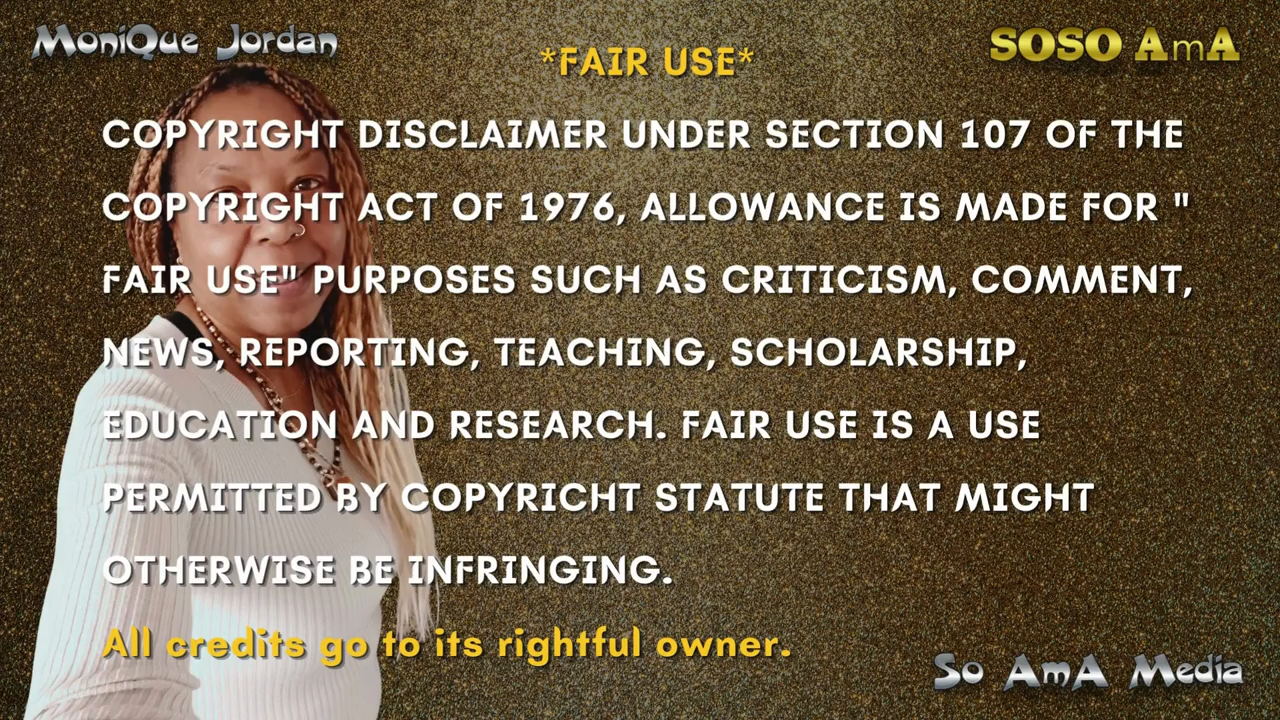 MoniQue Jordan
SOSO AmA
*FAIR USE*
COPYRIGHT DISCLAIMER UNDER SECTION 107 OF THE
COPYRIGHT ACT OF 1976, ALLOWANCE IS MADE FOR "
FAIR USE" PURPOSES SUCH AS CRITICISM, COMMENT,
NEWS, REPORTING, TEACHING, SCHOLARSHIP,
EDUCATION AND RESEARCH. FAIR USE IS A USE
PERMITTED BY COPYRICHT STATUTE THAT MIGHT
OTHERWISE BE INFRINGING.
All credits go to its rightful owner.
So AmA Media